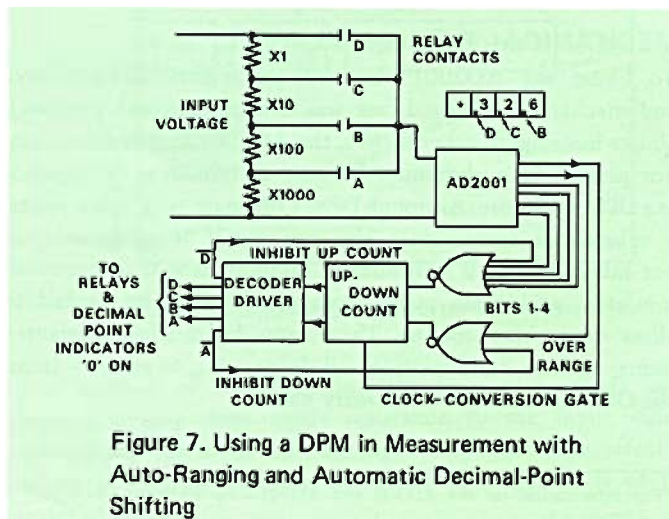 D
RELAY
CONTACTS
X1
C
X10
+ 3 2 6
D C B
INPUT
VOLTAGE
B
X100
A
X1000
AD2001
INHIBIT UP COUNT
D
TO
RELAYS
&
DECIMAL
POINT
INDICATORS
'0' ON
D
C
B
A
DECODER
DRIVER
UP-
DOWN
COUNT
BITS 1-4
OVER
RANGE
A
INHIBIT DOWN
COUNT
CLOCK-CONVERSION GATE
Figure 7. Using a DPM in Measurement with
Auto-Ranging and Automatic Decimal-Point
Shifting